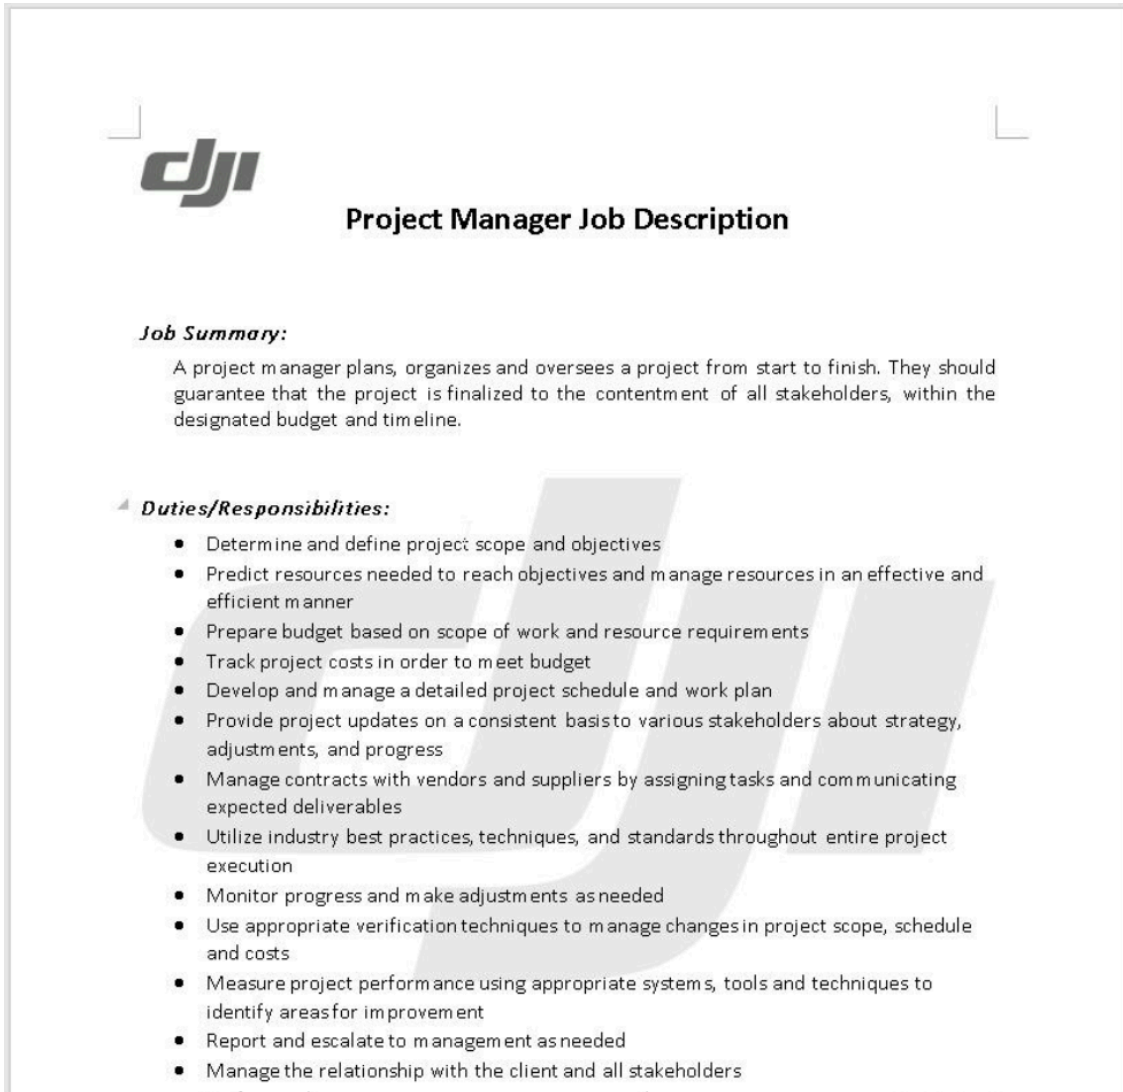 dji
Project Manager Job Description
Job Summary:
A project manager plans, organizes and oversees a project from start to finish. They should
guarantee that the project is finalized to the contentment of all stakeholders, within the
designated budget and timeline.
Duties/Responsibilities:
• Determine and define project scope and objectives
• Predict resources needed to reach objectives and manage resources in an effective and
efficient manner
• Prepare budget based on scope of work and resource requirements
• Track project costs in order to meet budget
• Develop and manage a detailed project schedule and work plan
• Provide project updates on a consistent basis to various stakeholders about strategy,
adjustments, and progress
• Manage contracts with vendors and suppliers by assigning tasks and communicating
expected deliverables
• Utilize industry best practices, techniques, and standards throughout entire project
execution
• Monitor progress and make adjustments as needed
• Use appropriate verification techniques to manage changes in project scope, schedule
and costs
• Measure project performance using appropriate systems, tools and techniques to
identify areas for improvement
• Report and escalate to management as needed
• Manage the relationship with the client and all stakeholders
dji